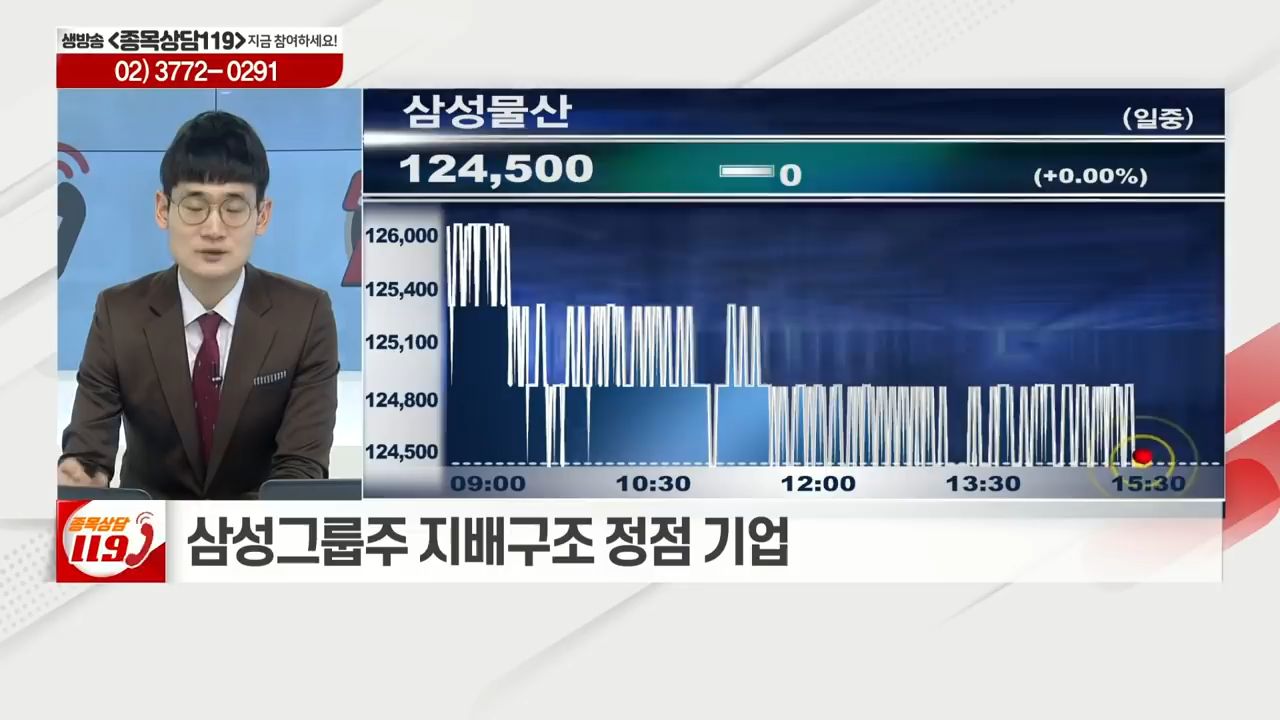 생방송 <종목상담119> 지금 참여하세요!
02) 3772-0291
삼성물산
(일중)
124,500
0
(+0.00%)
126,000
125,400
125,100
124,800
124,500
09:00 10:30 12:00 13:30 15:30
종목상담
119
삼성그룹주 지배구조 정점 기업